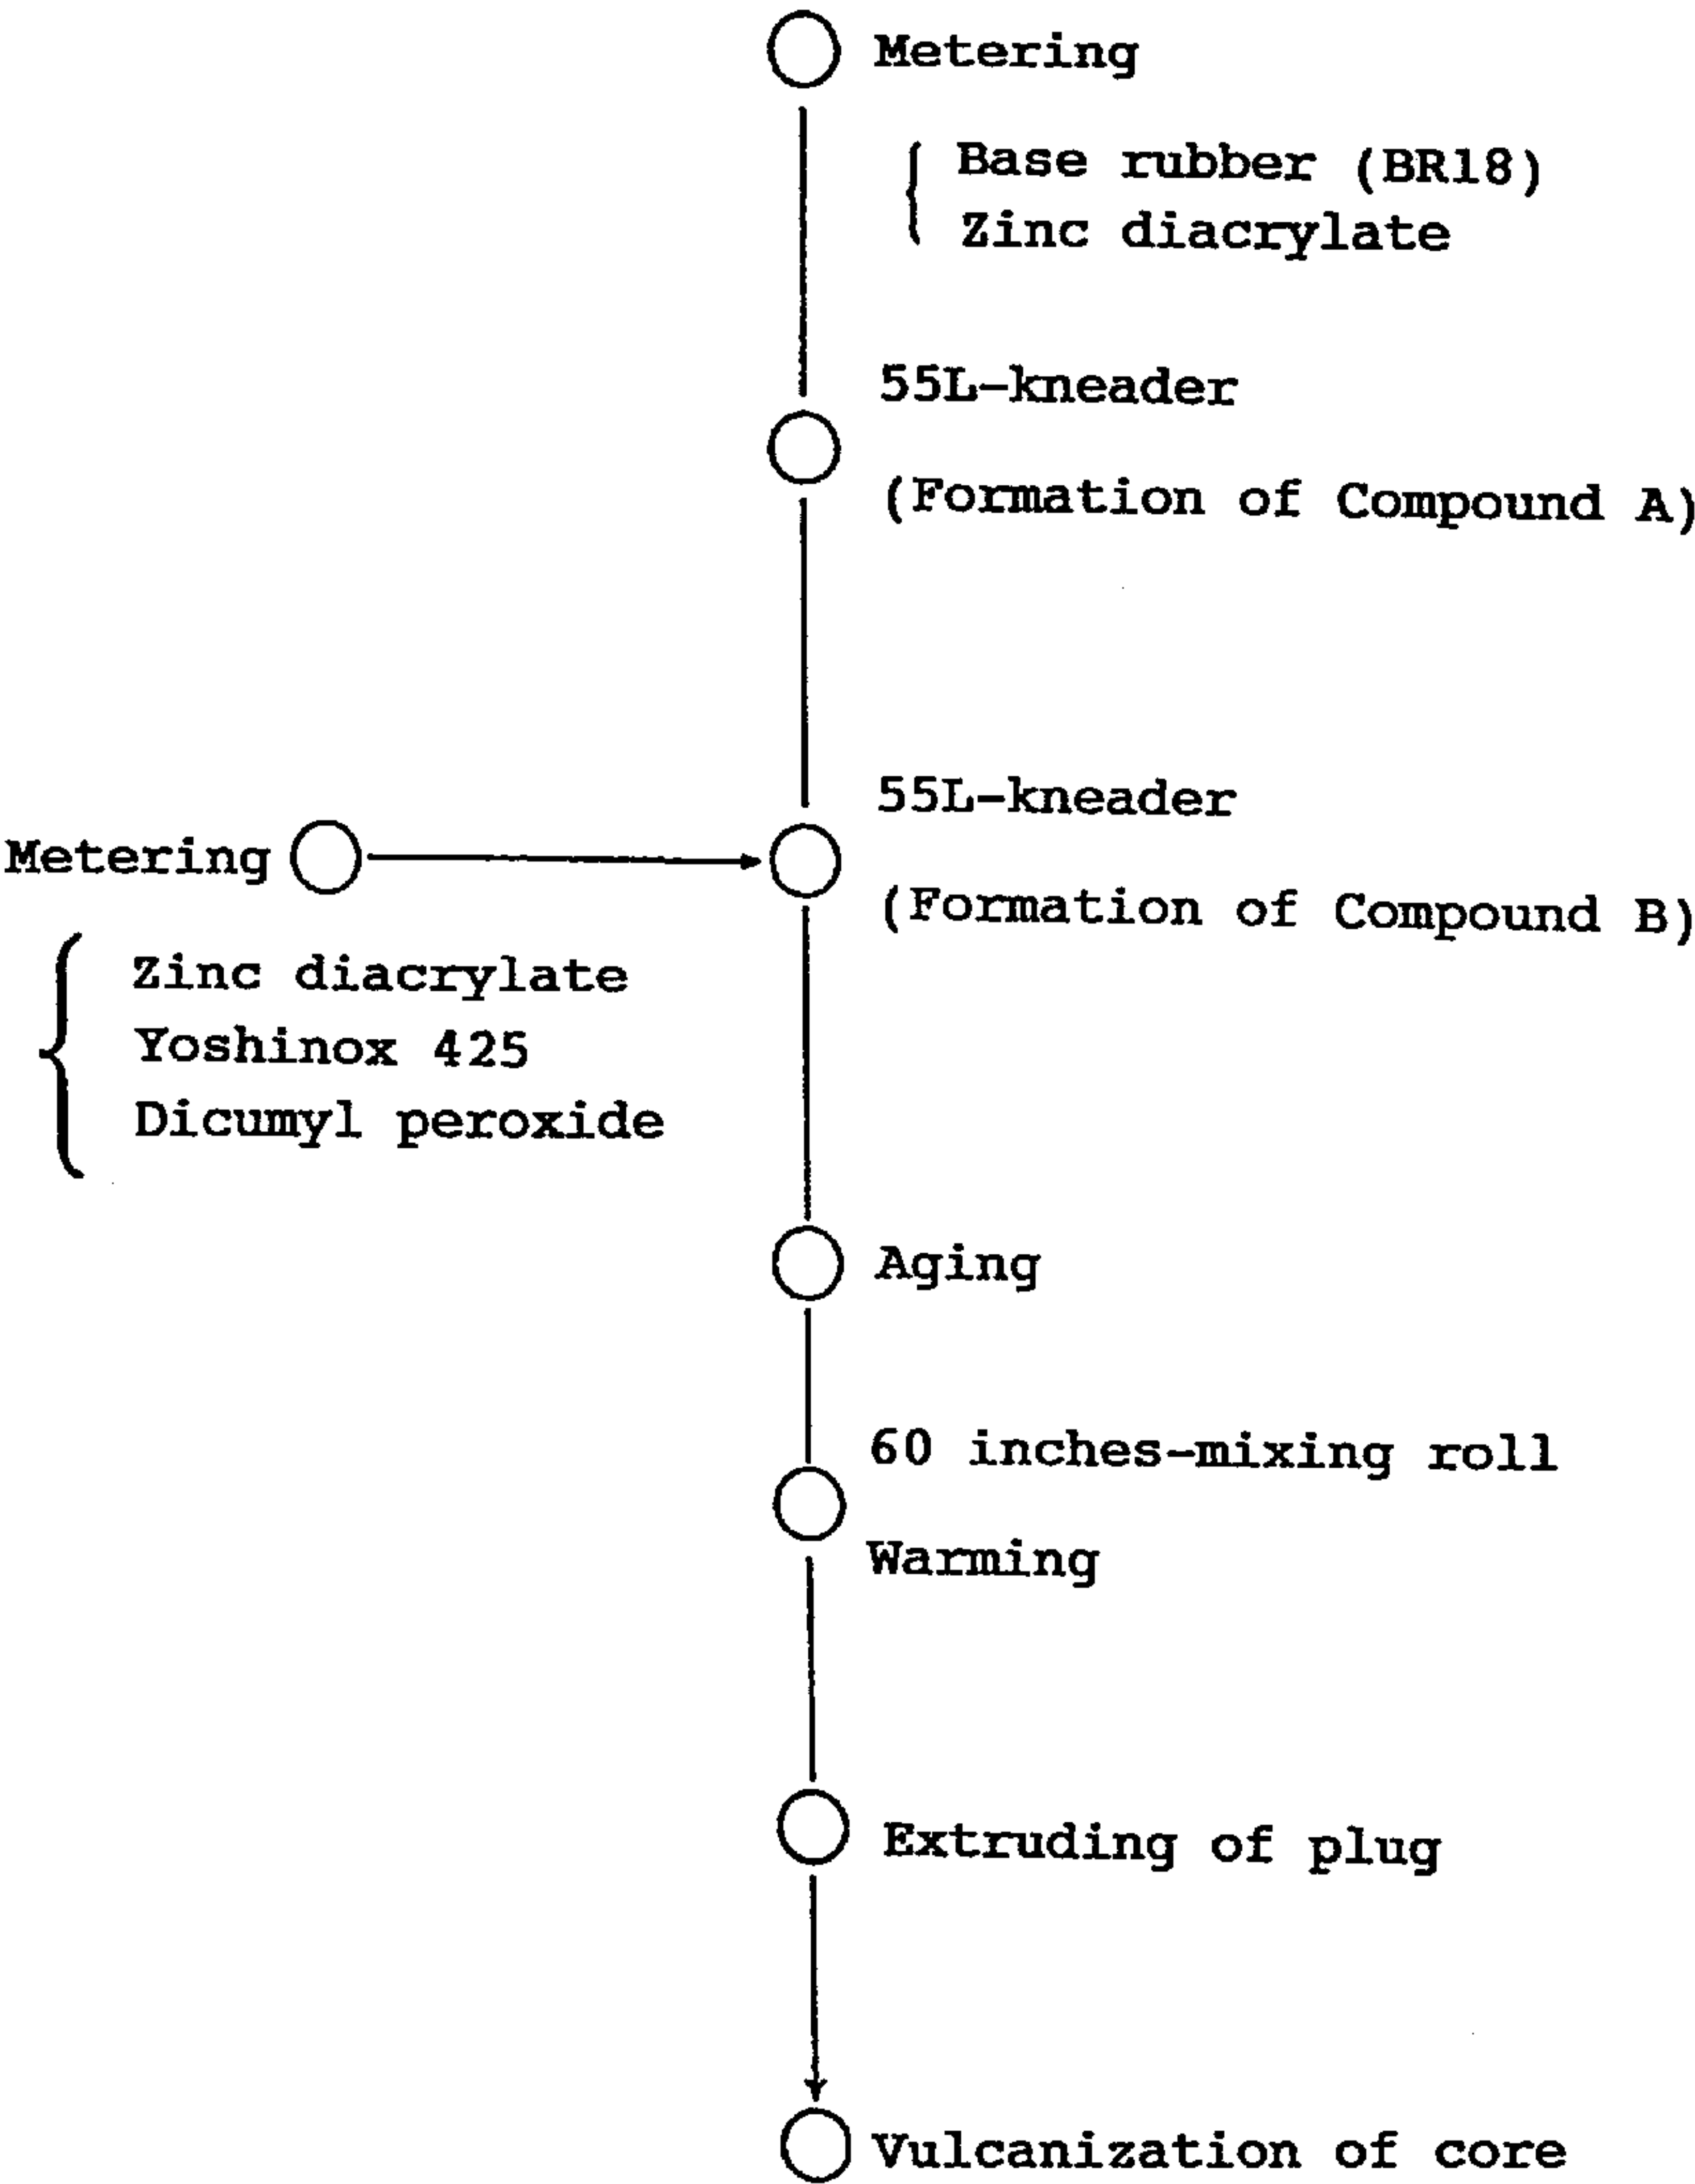 Metering
Base rubber (BR18)
Zinc diacrylate
55L-kneader
(Formation of Compound A)
55L-kneader
Metering
(Formation of Compound B)
Zinc diacrylate
Yoshinox 425
Dicumyl peroxide
Aging
60 inches-mixing roll
Warming
Extruding of plug
Vulcanization of core